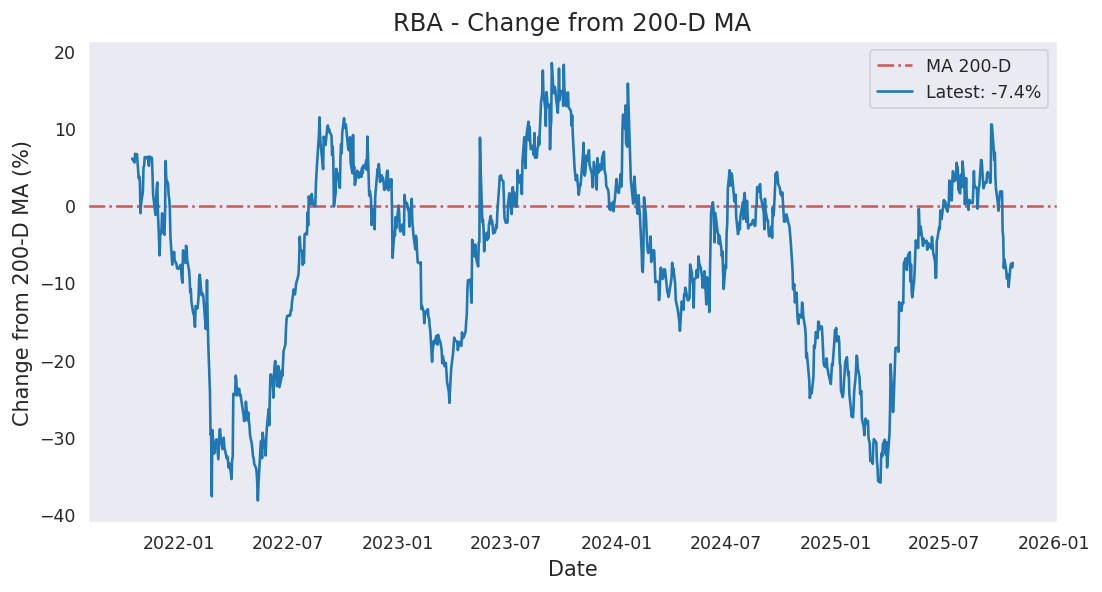 RBA - Change from 200-D MA
MA 200-D
Latest: -7.4%
Change from 200-D MA (%)
20
10
0
−10
−20
−30
−40
2022-01 2022-07 2023-01 2023-07 2024-01 2024-07 2025-01 2025-07 2026-01
Date